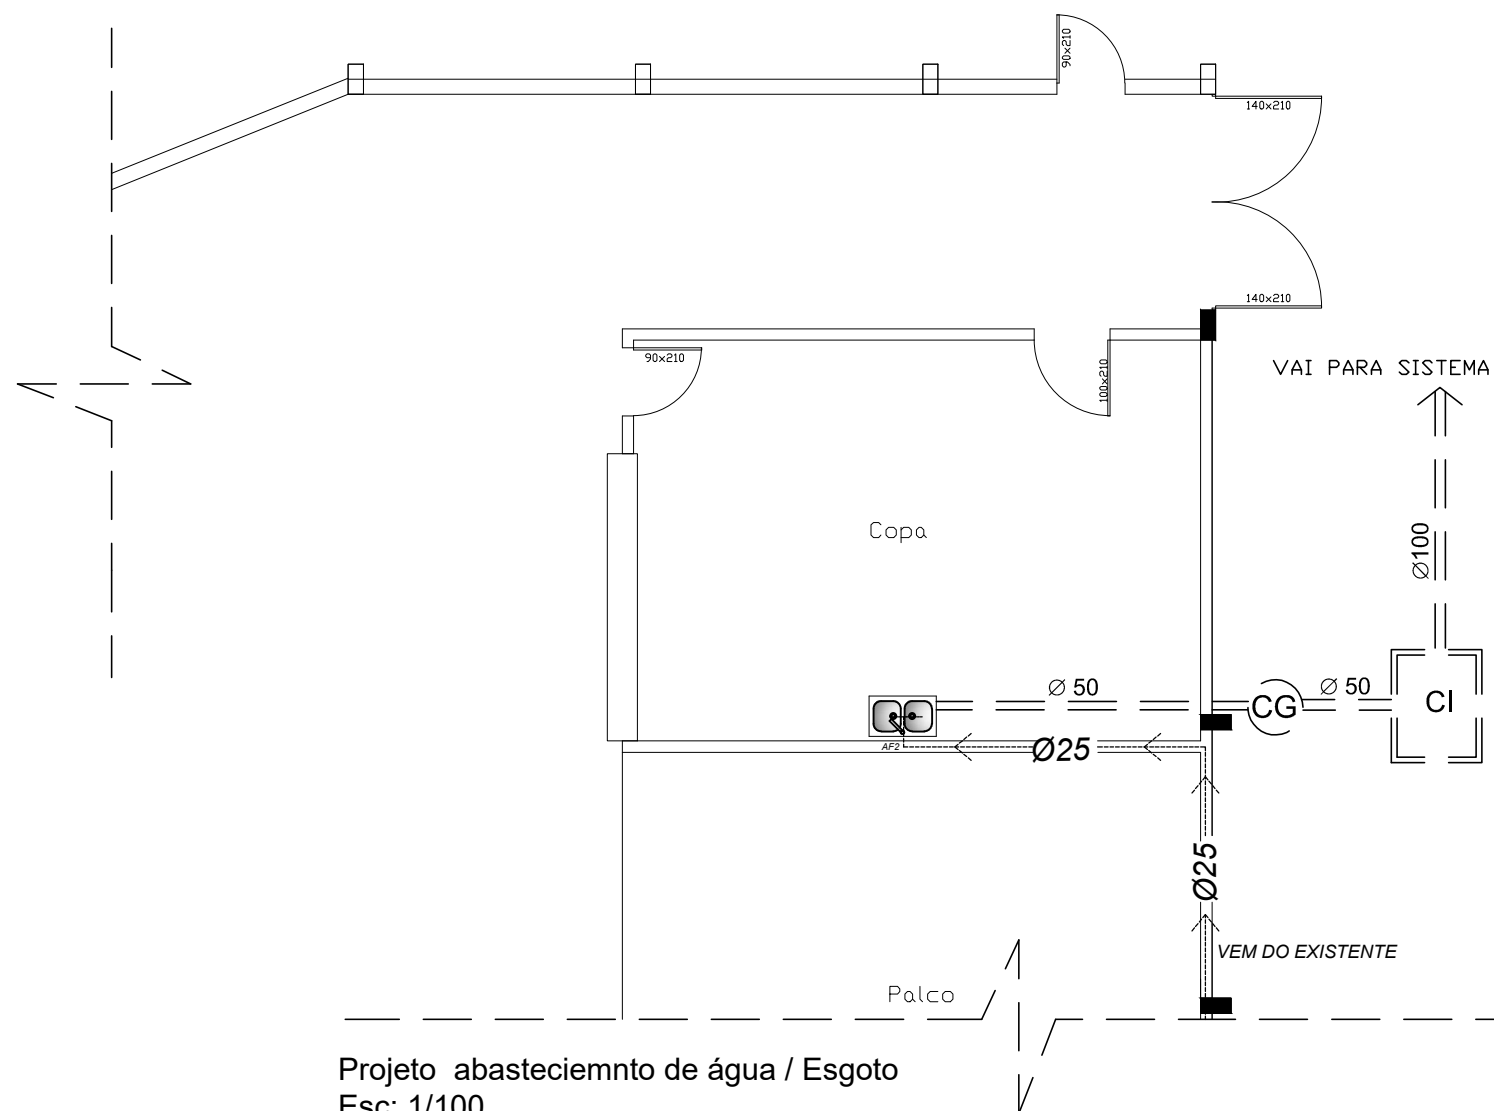 90x210
140x210
140x210
90x210
100x210
VAI PARA SISTEMA
Copa
Ø100
Ø 50
Ø 50
CG
CI
AF2
Ø25
Ø25
VEM DO EXISTENTE
Palco
Projeto  abasteciemnto de água / Esgoto
Esc: 1/100